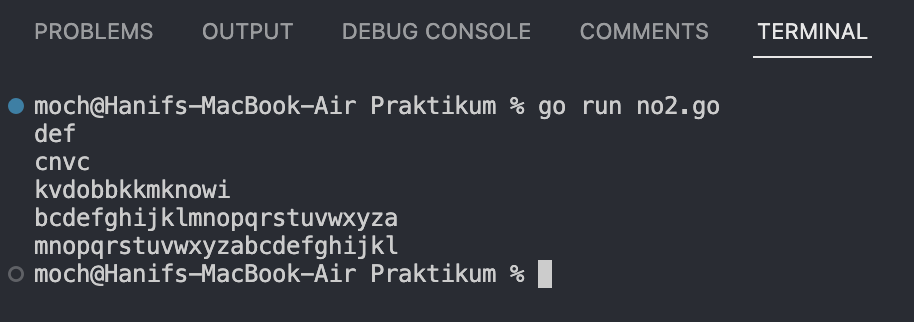 PROBLEMS OUTPUT DEBUG CONSOLE COMMENTS TERMINAL
moch@Hanifs-MacBook-Air Praktikum % go run no2.go
def
cnvc
kvdobbkkmknowi
bcdefghijklmnopqrstuvwxyza
mnopqrstuvwxyzabcdefghijkl
moch@Hanifs-MacBook-Air Praktikum %